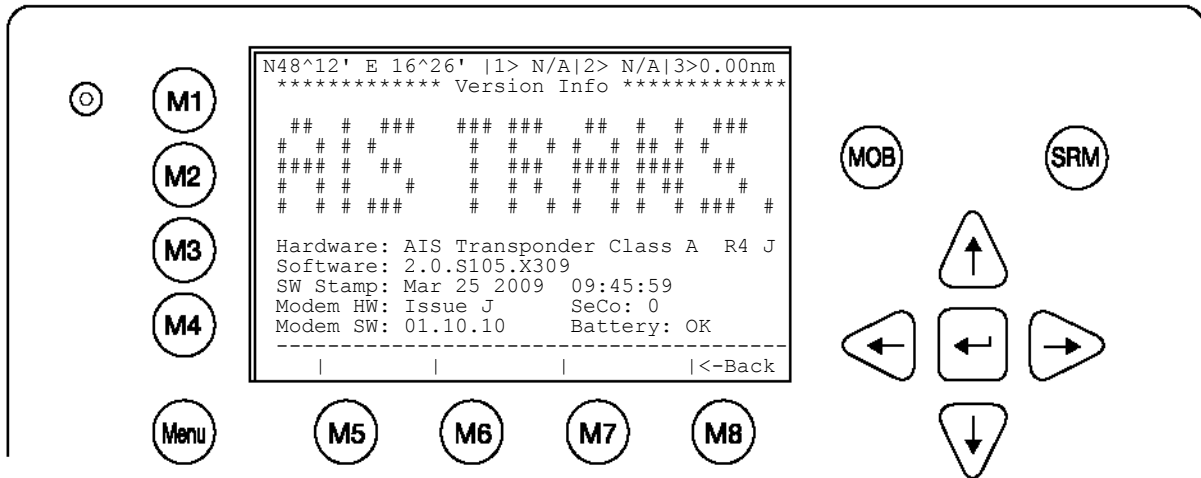 N48^12' E 16^26' |1> N/A|2> N/A|3>0.00nm
************* Version Info *************
AIS TRANS.
Hardware: AIS Transponder Class A  R4 J
Software: 2.0.S105.X309
SW Stamp: Mar 25 2009  09:45:59
Modem HW: Issue J      SeCo: 0
Modem SW: 01.10.10     Battery: OK
----------------------------------------
|        |         |         |<-Back
M1
M2
M3
M4
Menu
M5
M6
M7
M8
MOB
SRM